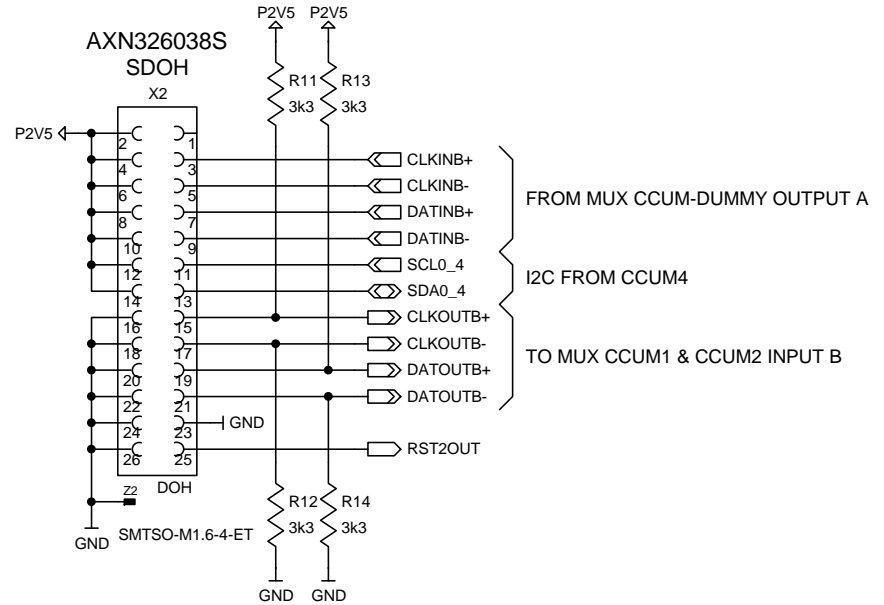 P2V5 P2V5
AXN326038S
SDOH
X2
R11 R13
3k3 3k3
P2V5
2 1
4 3
CLKINB+
6 5
CLKINB-
8 7
DATINB+
10 9
DATINB-
12 11
SCL0_4
14 13
SDA0_4
16 15
CLKOUTB+
18 17
CLKOUTB-
20 19
DATOUTB+
22 21
DATOUTB-
24 23
GND
26 25
RST2OUT
FROM MUX CCUM-DUMMY OUTPUT A
I2C FROM CCUM4
TO MUX CCUM1 & CCUM2 INPUT B
Z2
DOH
R12 R14
3k3 3k3
GND
SMTSO-M1.6-4-ET
GND GND